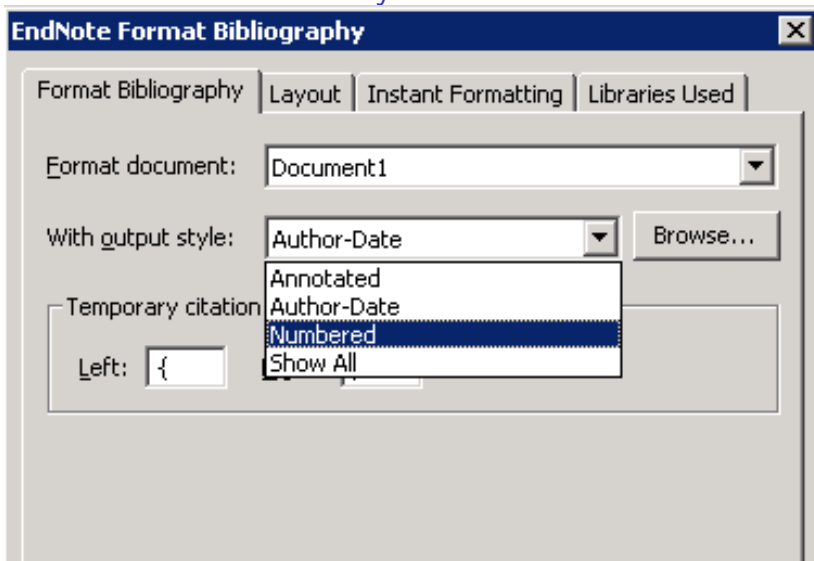 EndNote Format Bibliography
Format Bibliography Layout Instant Formatting Libraries Used
Format document: Document1
With output style: Author-Date Browse...
Annotated
Temporary citation Author-Date
Numbered
Left: { Show All